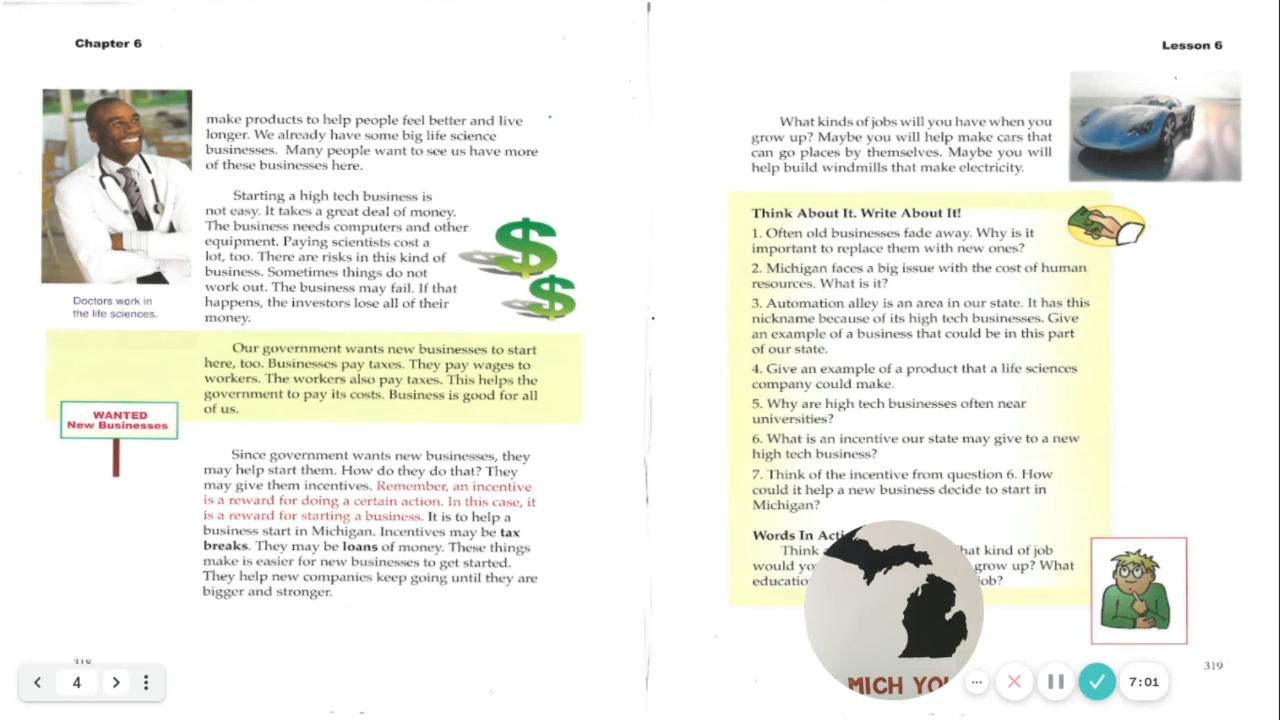 Chapter 6
make products to help people feel better and live
longer. We already have some big life science
businesses. Many people want to see us have more
of these businesses here.
Starting a high tech business is
not easy. It takes a great deal of money.
The business needs computers and other
equipment. Paying scientists cost a
lot, too. There are risks in this kind of
business. Sometimes things do not
work out. The business may fail. If that
happens, the investors lose all of their
money.
Doctors work in
the life sciences.
Our government wants new businesses to start
here, too. Businesses pay taxes. They pay wages to
workers. The workers also pay taxes. This helps the
government to pay its costs. Business is good for all
of us.
WANTED
New Businesses
Since government wants new businesses, they
may help start them. How do they do that? They
may give them incentives. Remember, an incentive
is a reward for doing a certain action. In this case, it
is a reward for starting a business. It is to help a
business start in Michigan. Incentives may be tax
breaks. They may be loans of money. These things
make is easier for new businesses to get started.
They help new companies keep going until they are
bigger and stronger.
318
Lesson 6
What kinds of jobs will you have when you
grow up? Maybe you will help make cars that
can go places by themselves. Maybe you will
help build windmills that make electricity.
Think About It. Write About It!
1. Often old businesses fade away. Why is it
important to replace them with new ones?
2. Michigan faces a big issue with the cost of human
resources. What is it?
3. Automation alley is an area in our state. It has this
nickname because of its high tech businesses. Give
an example of a business that could be in this part
of our state.
4. Give an example of a product that a life sciences
company could make.
5. Why are high tech businesses often near
universities?
6. What is an incentive our state may give to a new
high tech business?
7. Think of the incentive from question 6. How
could it help a new business decide to start in
Michigan?
Words In
Think kind of job
would grow up? What
319
4
MICH
7:01